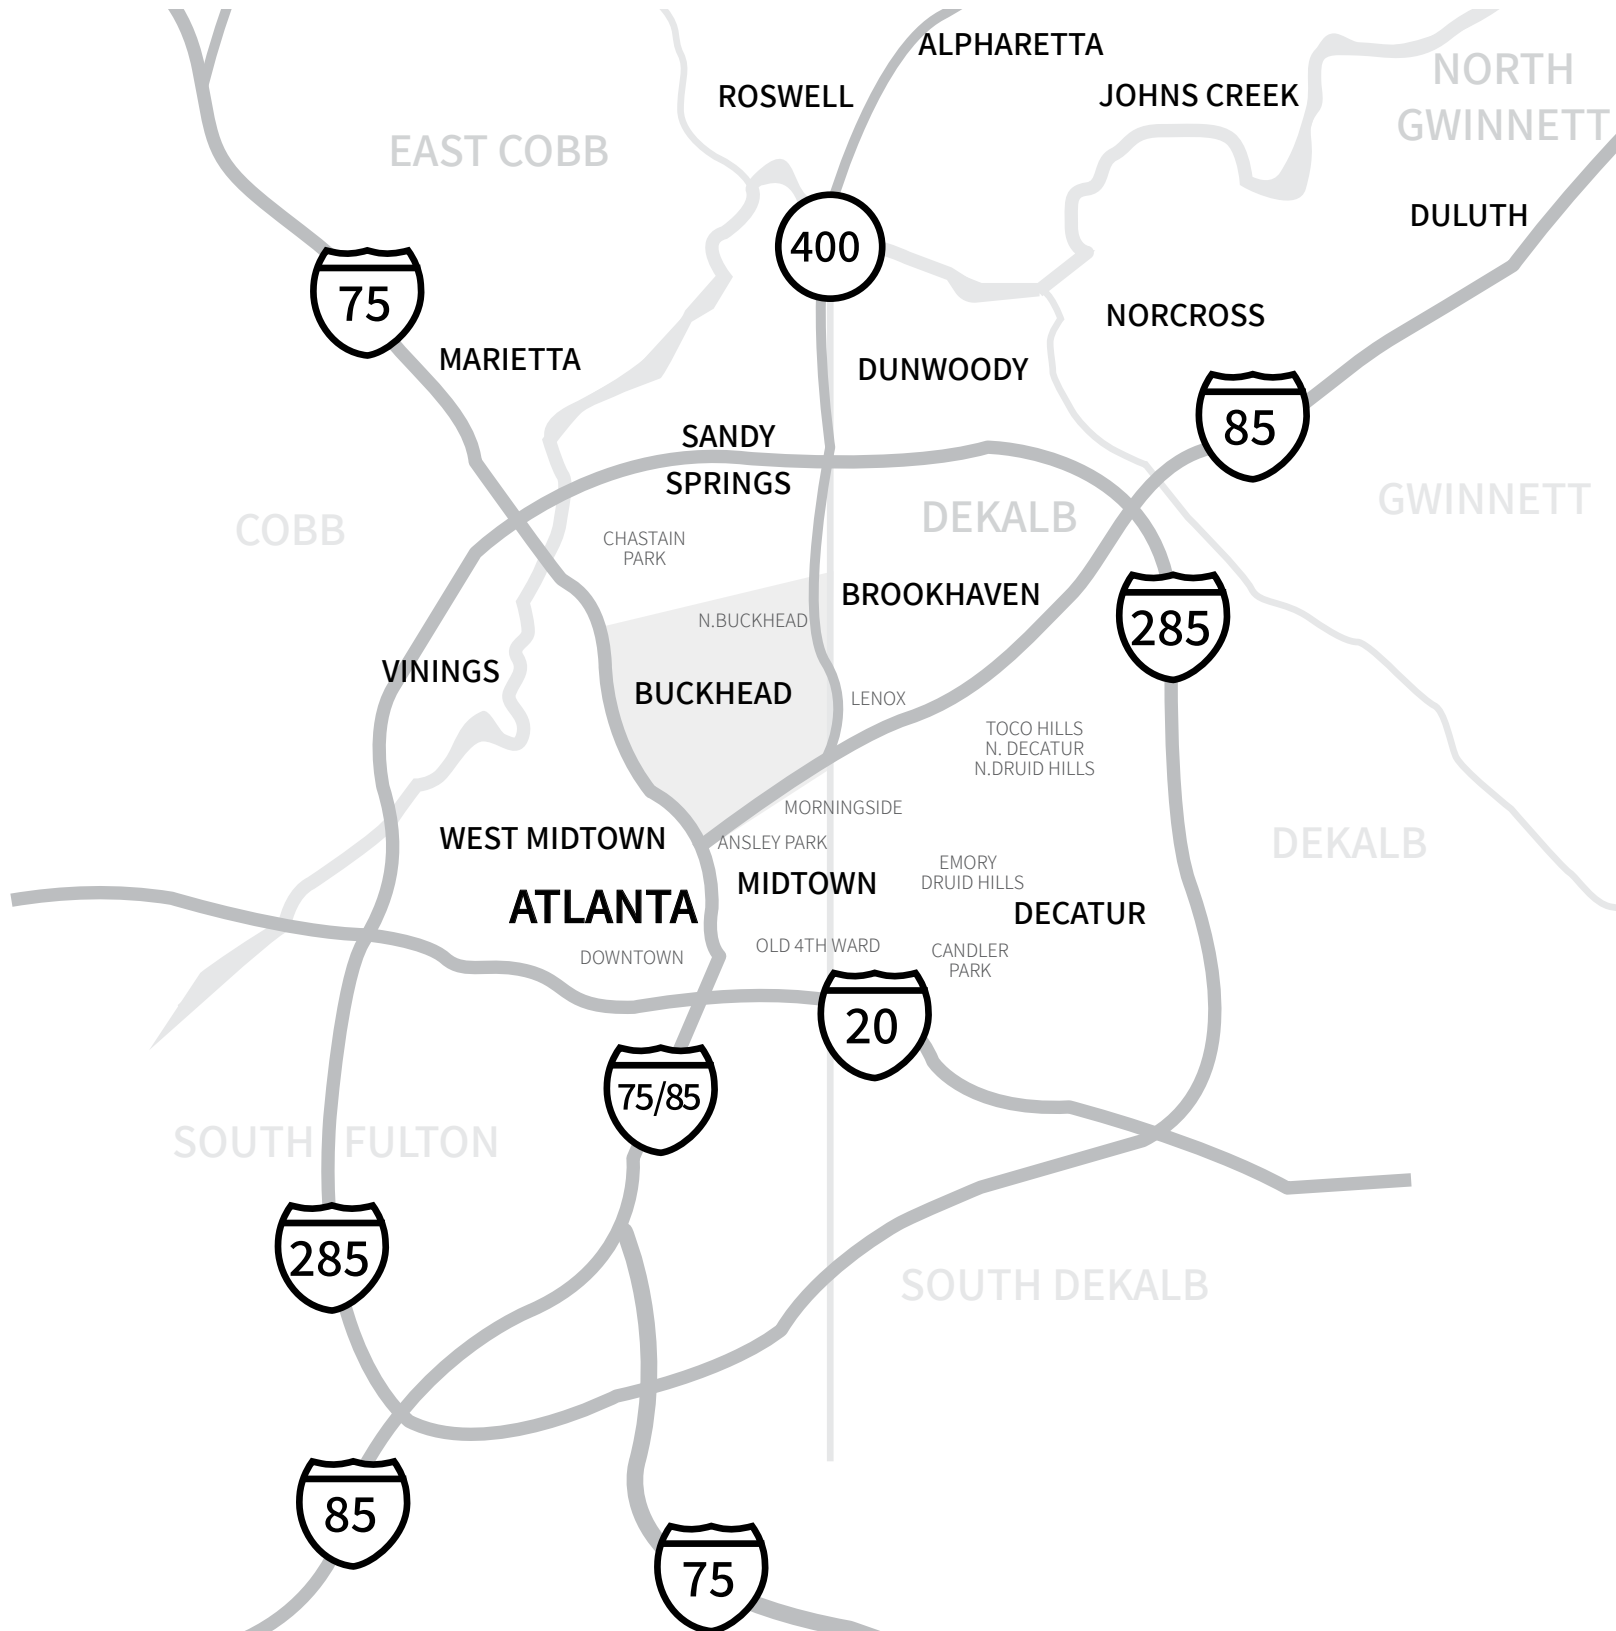 ALPHARETTA
NORTH
GWINNETT
ROSWELL
JOHNS CREEK
EAST COBB
DULUTH
400
75
NORCROSS
MARIETTA
DUNWOODY
85
SANDY
SPRINGS
GWINNETT
DEKALB
COBB
CHASTAIN
PARK
BROOKHAVEN
N.BUCKHEAD
285
VININGS
BUCKHEAD
LENOX
TOCO HILLS
N. DECATUR
N.DRUID HILLS
MORNINGSIDE
WEST MIDTOWN
ANSLEY PARK
DEKALB
EMORY
DRUID HILLS
MIDTOWN
ATLANTA
DECATUR
OLD 4TH WARD
DOWNTOWN
CANDLER
PARK
20
75/85
SOUTH FULTON
285
SOUTH DEKALB
85
75